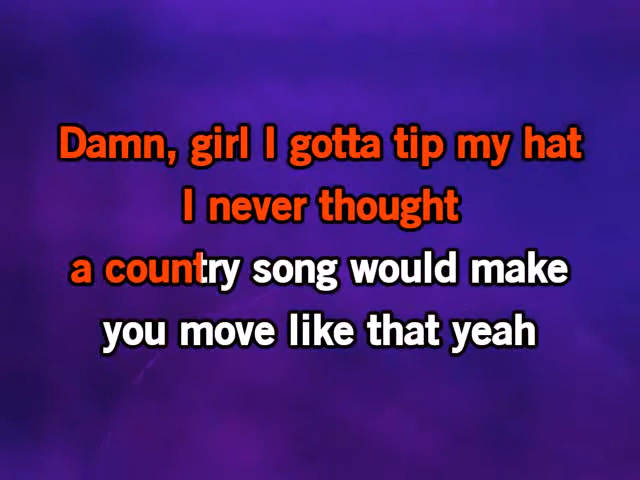 Damn, girl I gotta tip my hat
I never thought
a country song would make
you move like that yeah